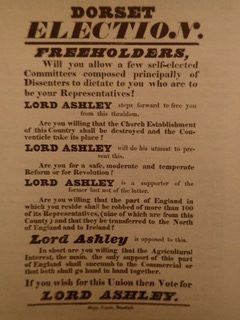 DORSET
ELECTION.
FREEHOLDERS,
Will you allow a few self-elected
Committees composed principally of
Dissenters to dictate to you who are to
be your Representatives!
LORD ASHLEY steps forward to free you
from this thraldom.
Are you willing that the Church Establishment
of this Country shall be destroyed and the Con-
venticle take its place?
LORD ASHLEY will do his utmost to pre-
vent this.
Are you for a safe, moderate and temperate
Reform or for Revolution?
LORD ASHLEY is a supporter of the
former but not of the latter.
Are you willing that the part of England in
which you reside shall be robbed of more than 100
of its Representatives, (nine of which are from this
County) and that they be transferred to the North
of England and to Ireland?
Lord Ashley is opposed to this.
In short are you willing that the Agricultural
Interest, the main, the only support of this part of
England shall succumb to the Commercial or
that both shall go hand in hand together.
If you wish for this Union then Vote for
LORD ASHLEY.